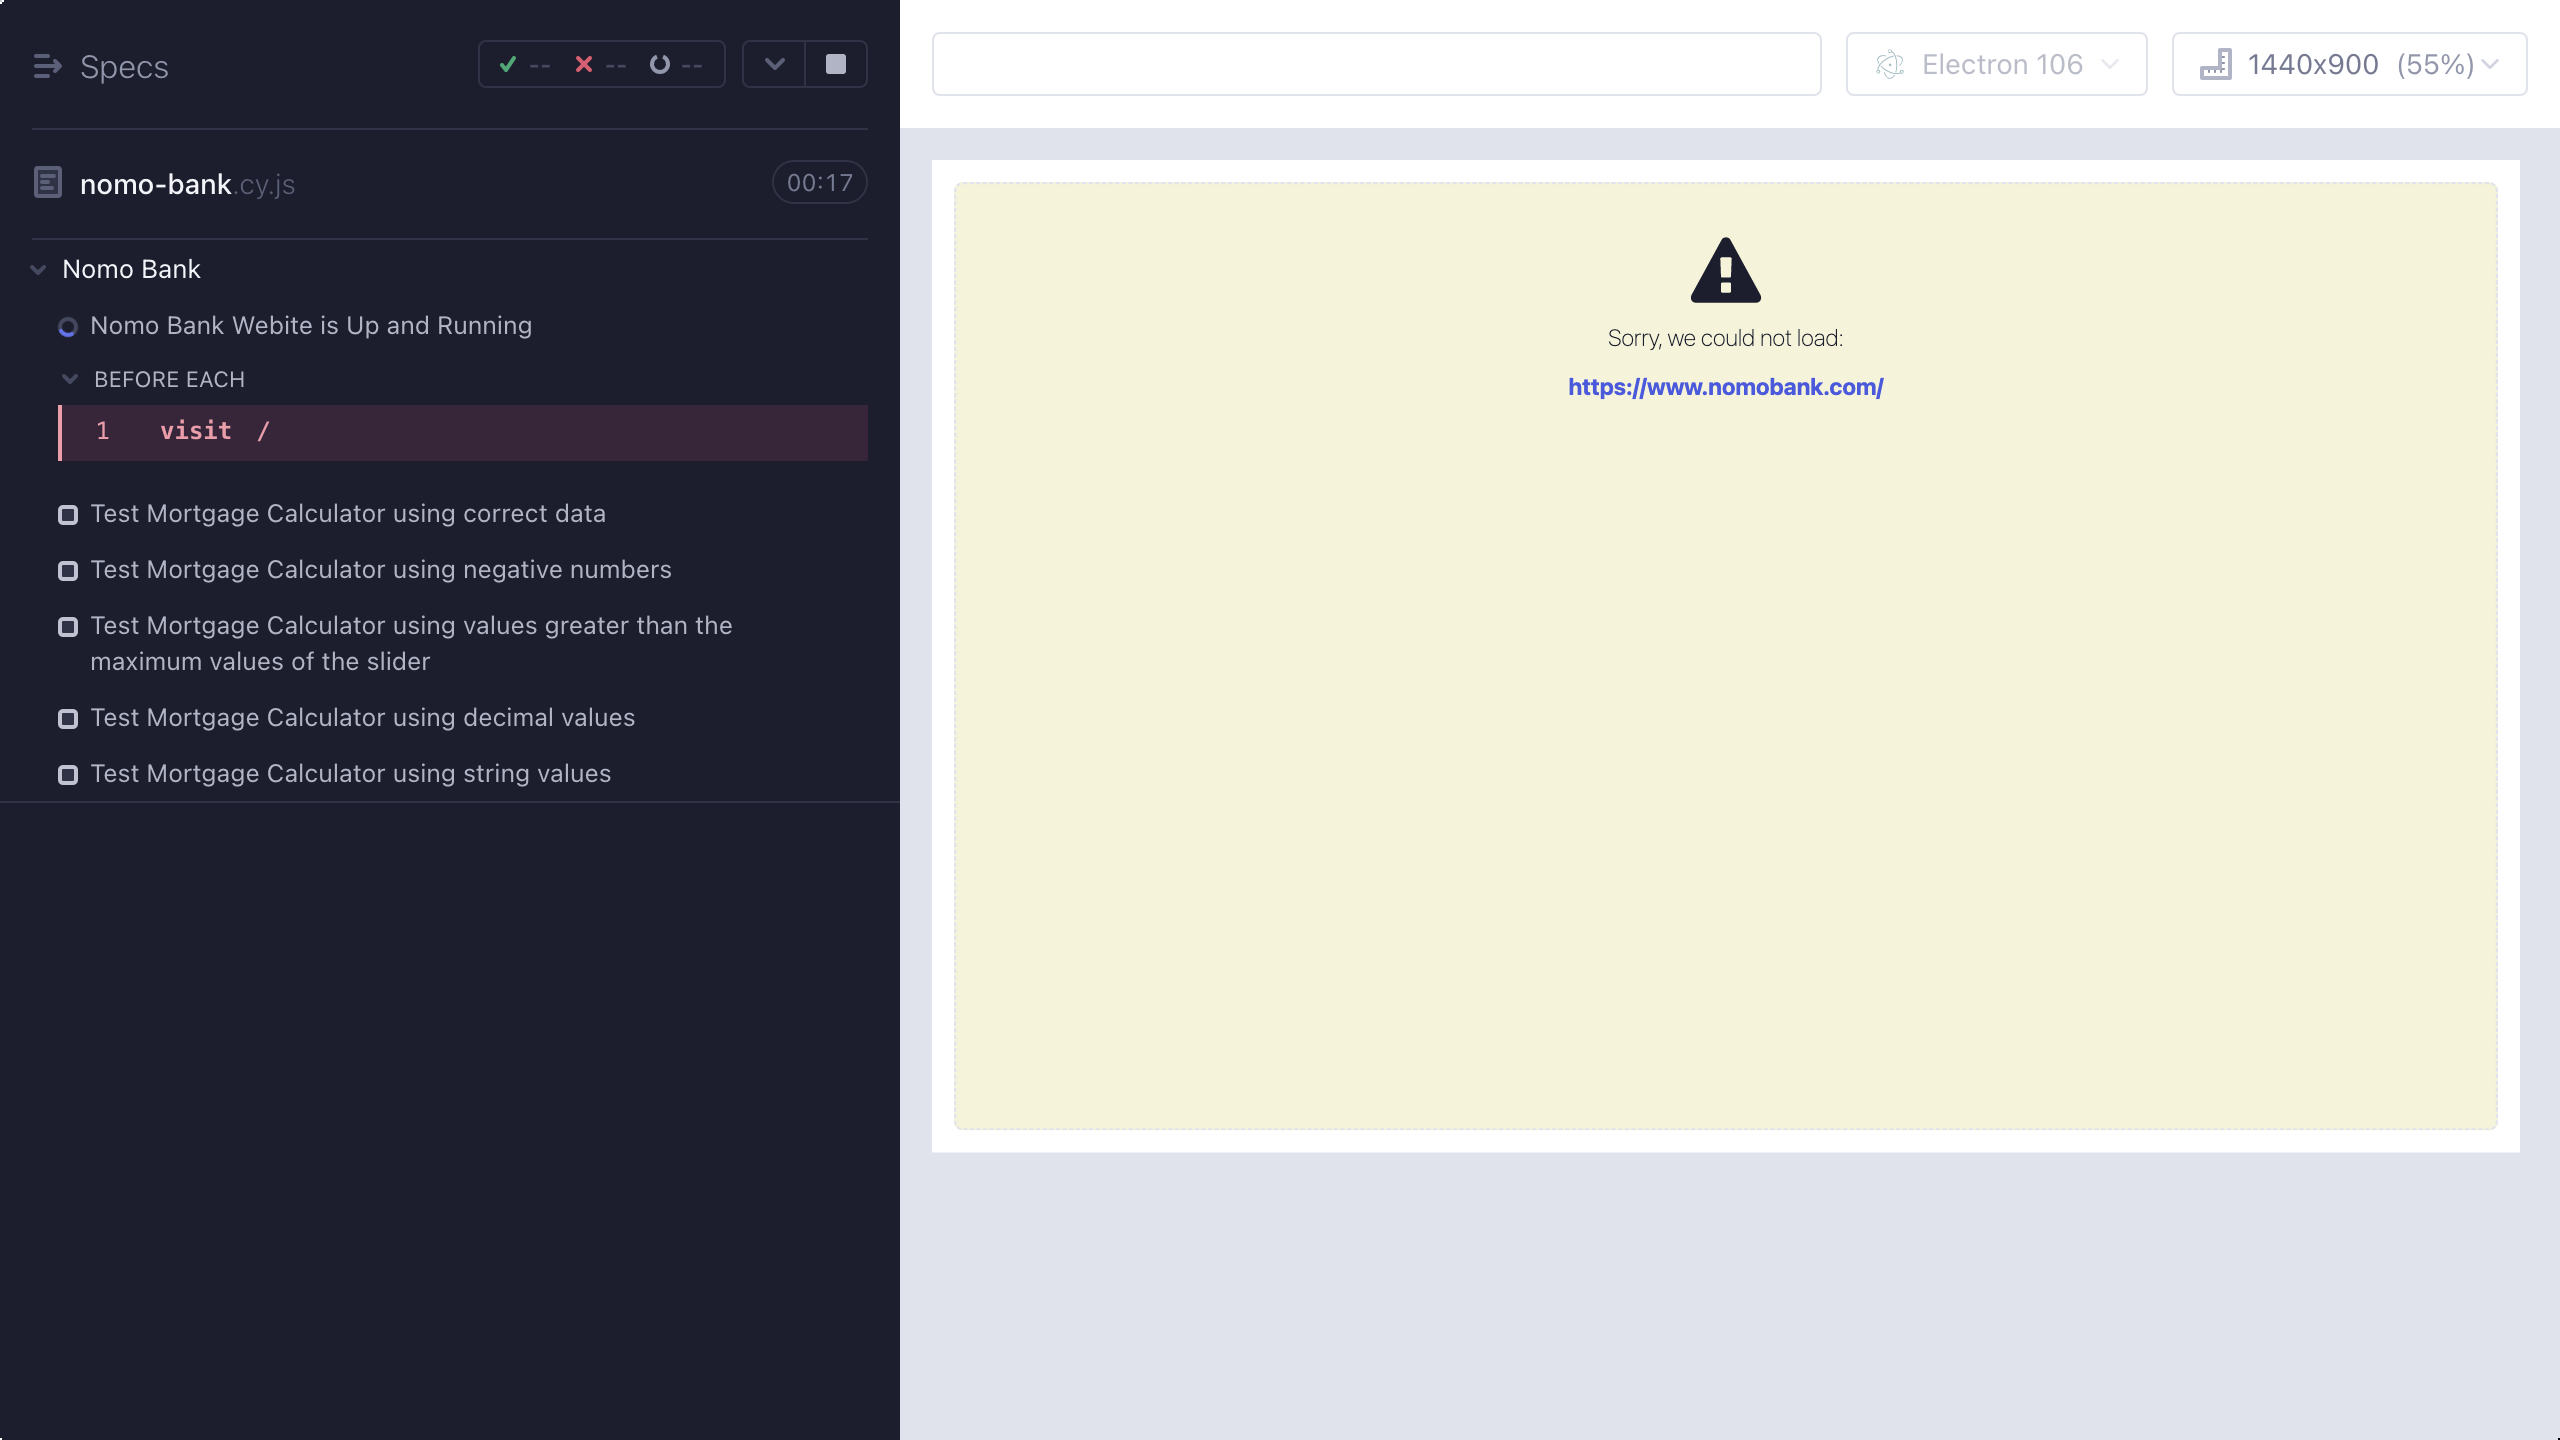 Specs
--
--
--
nomo-bank.cy.js
00:17
Nomo Bank
Nomo Bank Webite is Up and Running
BEFORE EACH
1 visit /
Test Mortgage Calculator using correct data
Test Mortgage Calculator using negative numbers
Test Mortgage Calculator using values greater than the
maximum values of the slider
Test Mortgage Calculator using decimal values
Test Mortgage Calculator using string values
Electron 106
1440x900 (55%)
Sorry, we could not load:
https://www.nomobank.com/